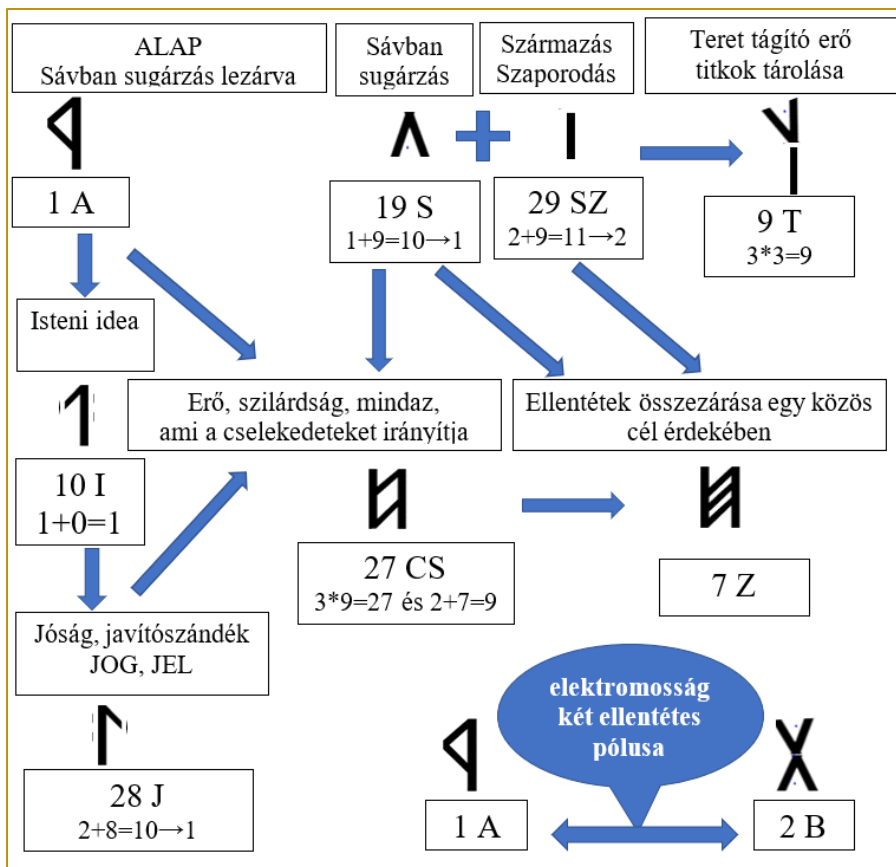 ALAP
Sávban sugárzás lezárva
Sávban
sugárzás
Származás
Szaporodás
Teret tágító erő
titkok tárolása
1 A
19 S
1+9=10→1
29 SZ
2+9=11→2
9 T
3*3=9
Isteni idea
10 I
1+0=1
Erő, szilárdság, mindaz,
ami a cselekedeteket irányítja
Ellentétek összezárása egy közös
cél érdekében
27 CS
3*9=27 és 2+7=9
7 Z
Jóság, javítószándék
JOG, JEL
28 J
2+8=10→1
elektromosság
két ellentétes
pólusa
1 A
2 B